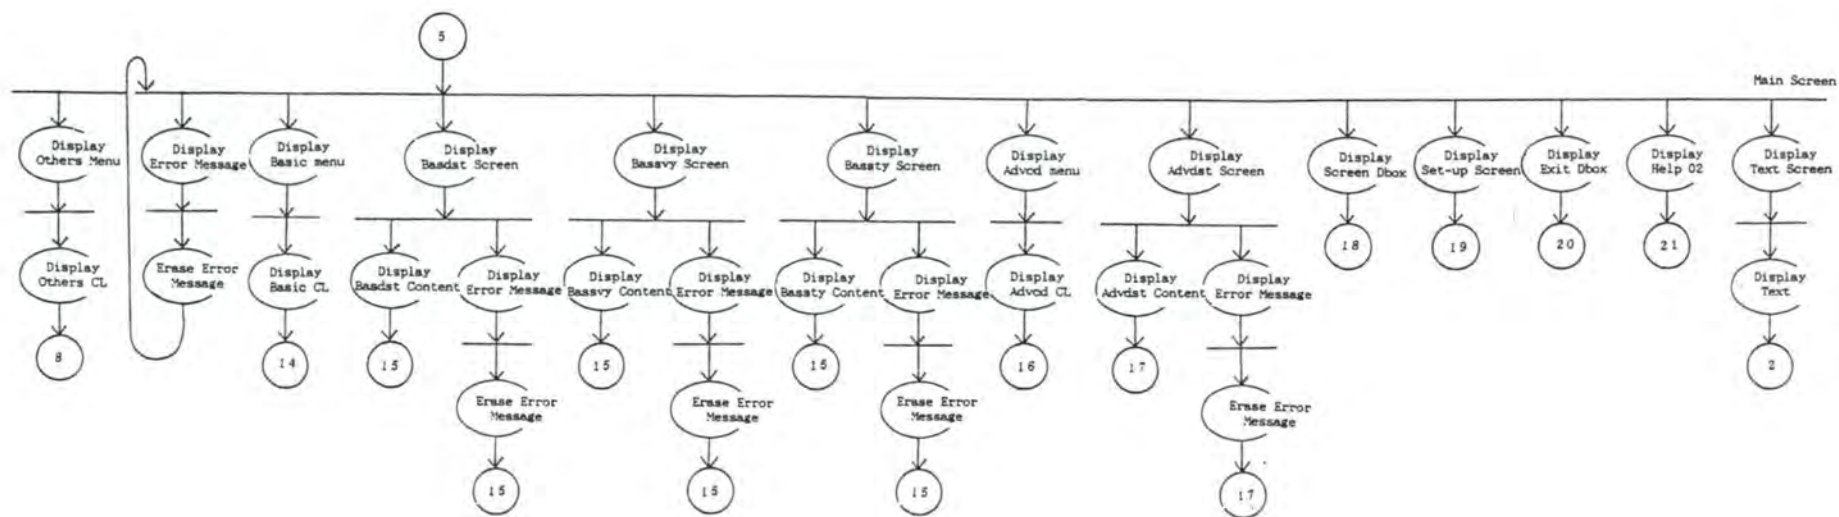 5
Main Screen
Display
Others Menu
Display
Error Message
Display
Basic menu
Display
Basdst Screen
Display
Bassvy Screen
Display
Bassty Screen
Display
Advcd menu
Display
Advdst Screen
Display
Screen Dbox
Display
Set-up Screen
Display
Exit Dbox
Display
Help 02
Display
Text Screen
Display
Others CL
Erase Error
Message
Display
Basic CL
Display
Basdst Content
Display
Error Message
Display
Bassvy Content
Display
Error Message
Display
Bassty Content
Display
Error Message
Display
Advcd CL
Display
Advdst Content
Display
Error Message
18
19
20
21
Display
Text
8
14
15
15
15
16
17
2
Erase Error
Message
Erase Error
Message
Erase Error
Message
Erase Error
Message
15
15
15
17